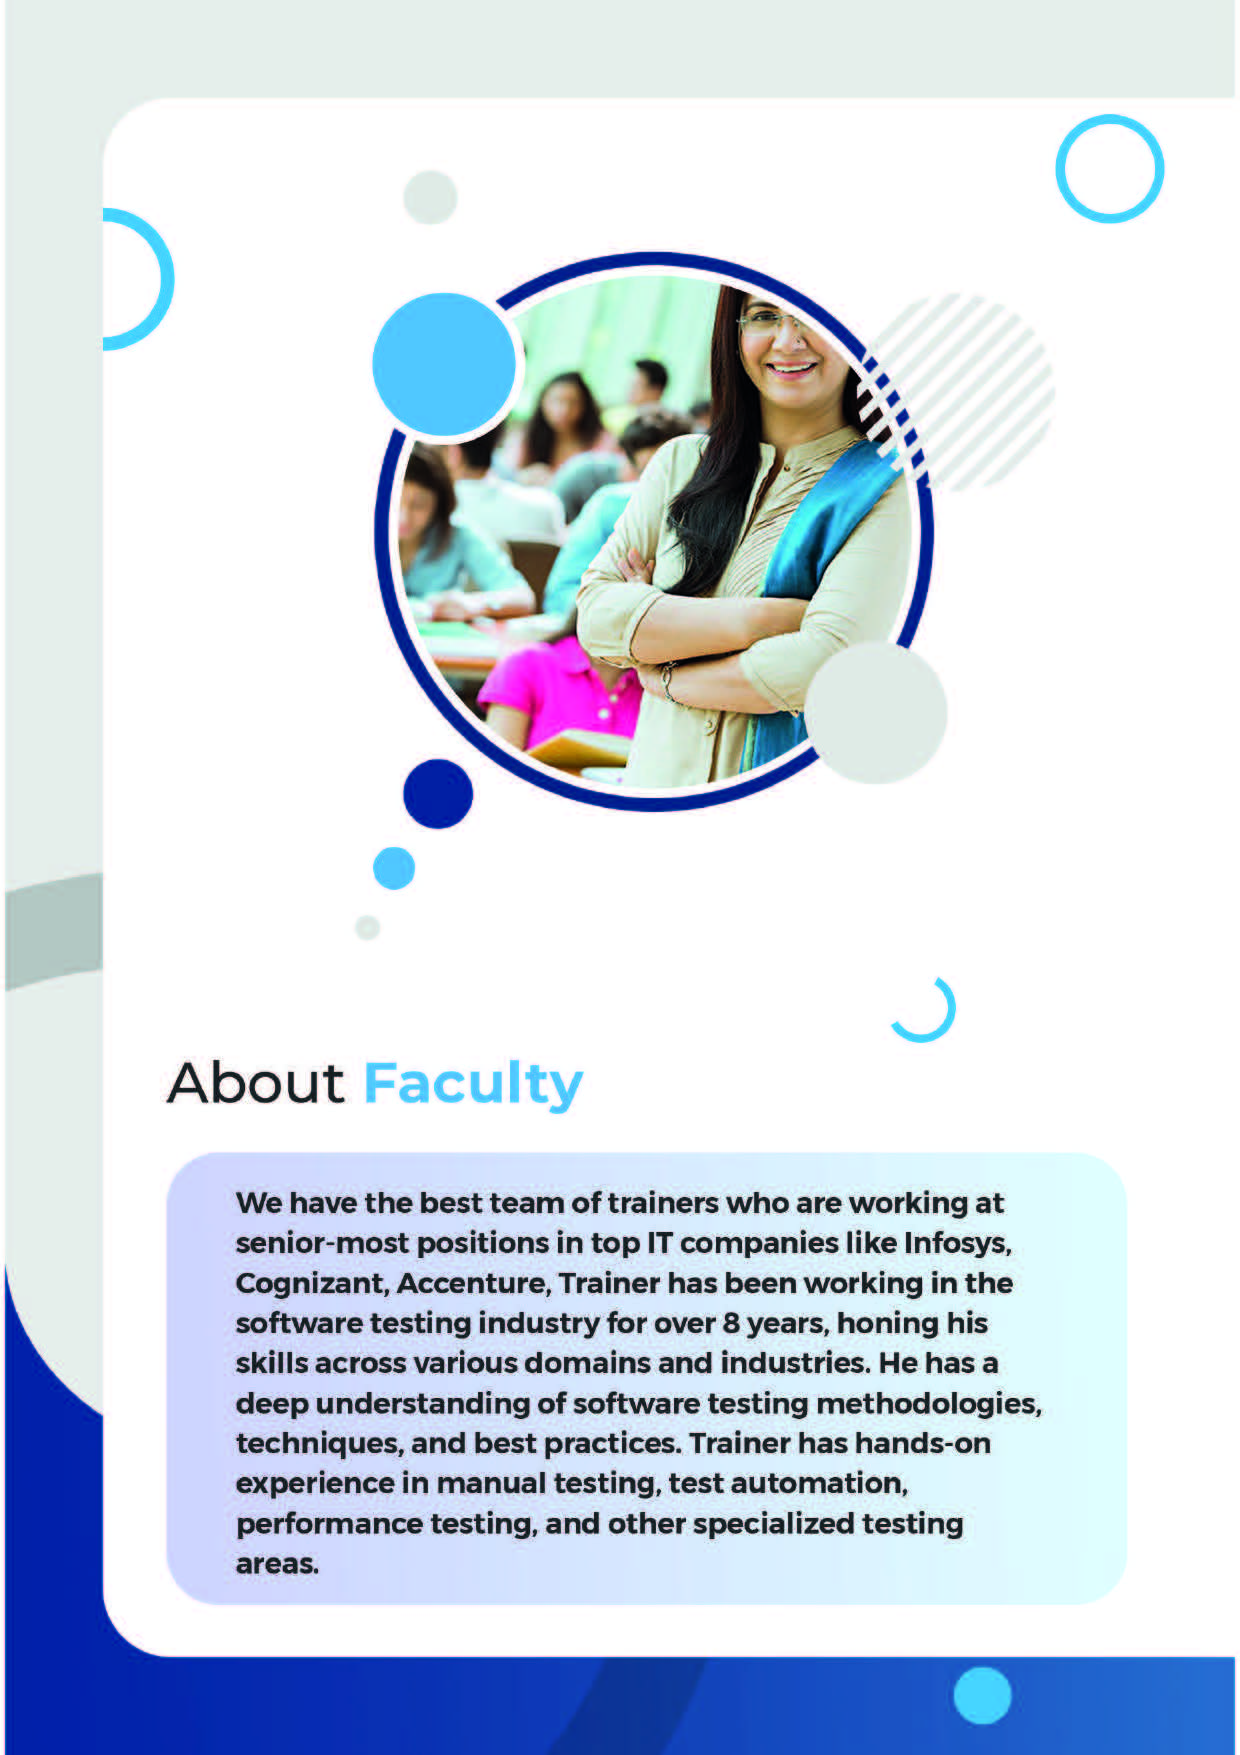 About Faculty
We have the best team of trainers who are working at
senior-most positions in top IT companies like Infosys,
Cognizant, Accenture, Trainer has been working in the
software testing industry for over 8 years, honing his
skills across various domains and industries. He has a
deep understanding of software testing methodologies,
techniques, and best practices. Trainer has hands-on
experience in manual testing, test automation,
performance testing, and other specialized testing
areas.